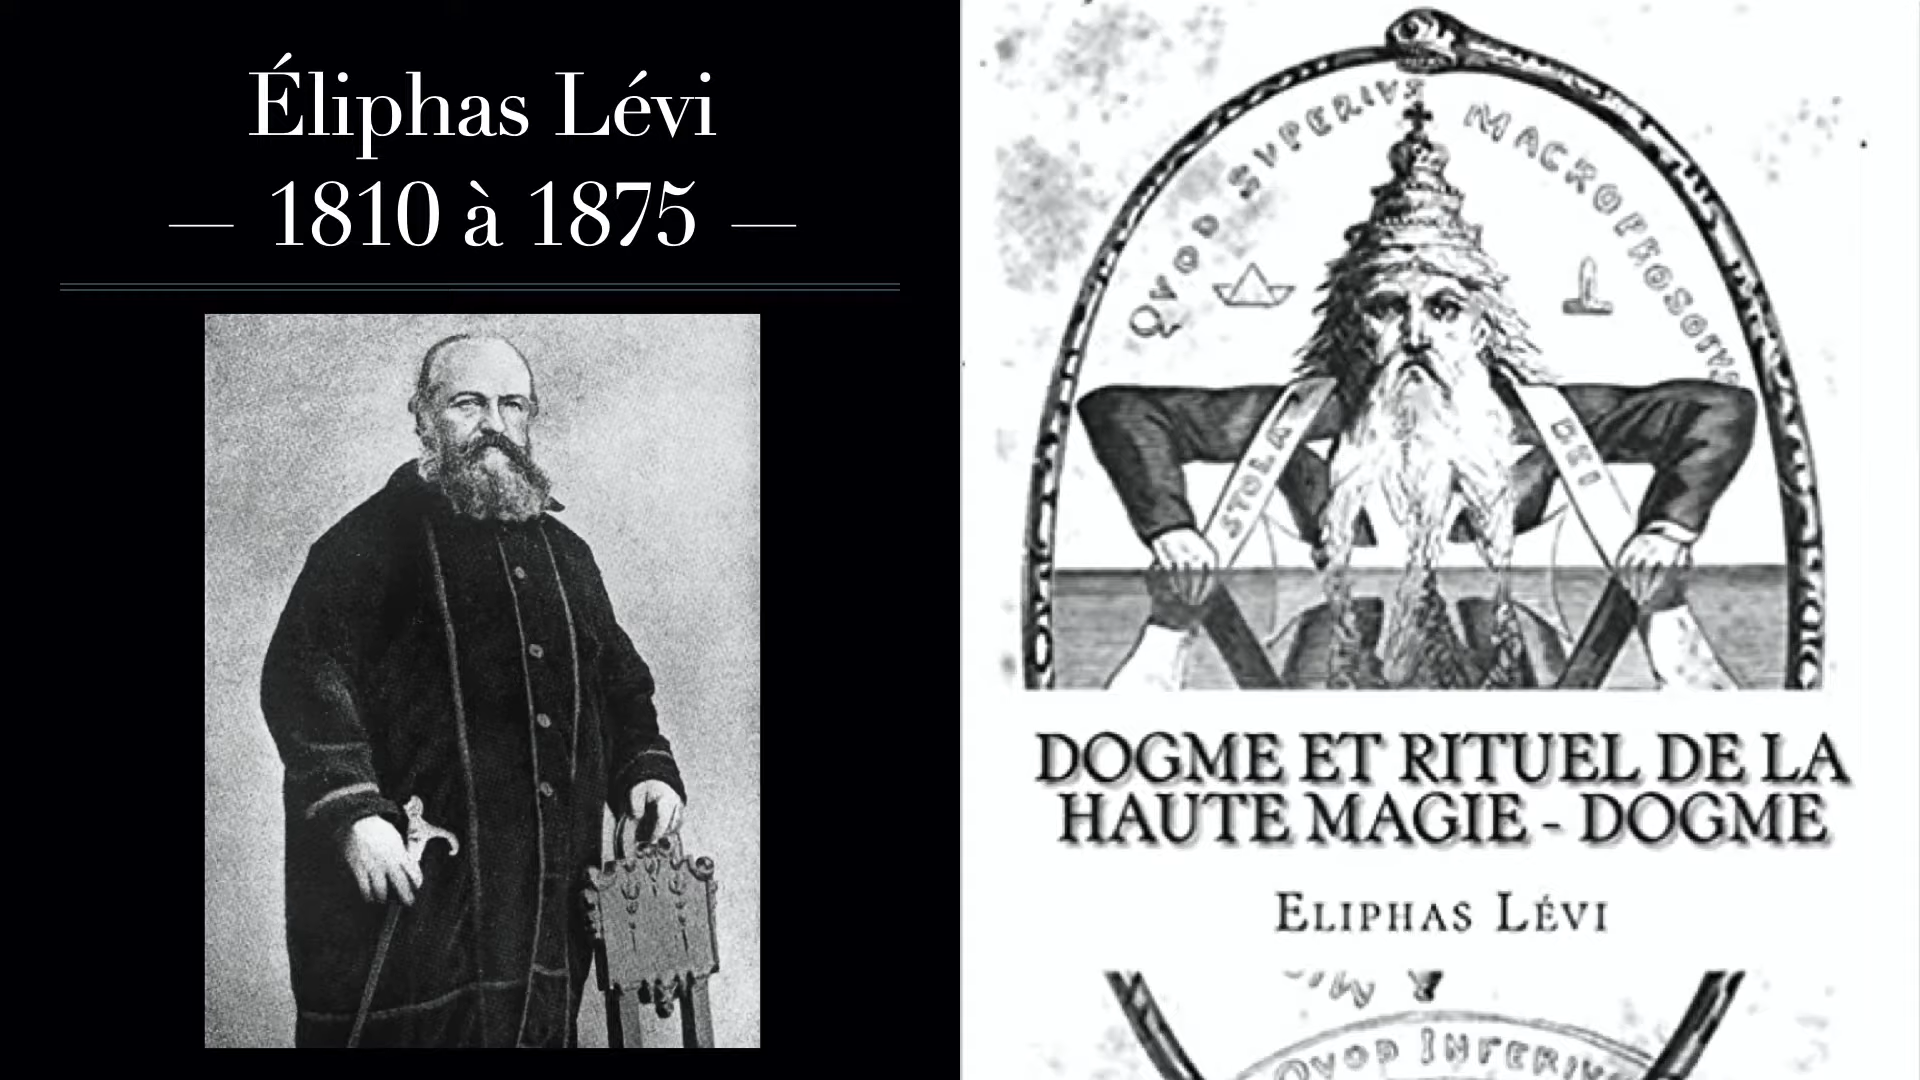 Éliphas Lévi
— 1810 à 1875 —
QVOD SVPERIVS
MACROPROSOPVS
STOLA
DEI
DOGME ET RITUEL DE LA
HAUTE MAGIE - DOGME
ELIPHAS LÉVI
QVOD INFERIVS